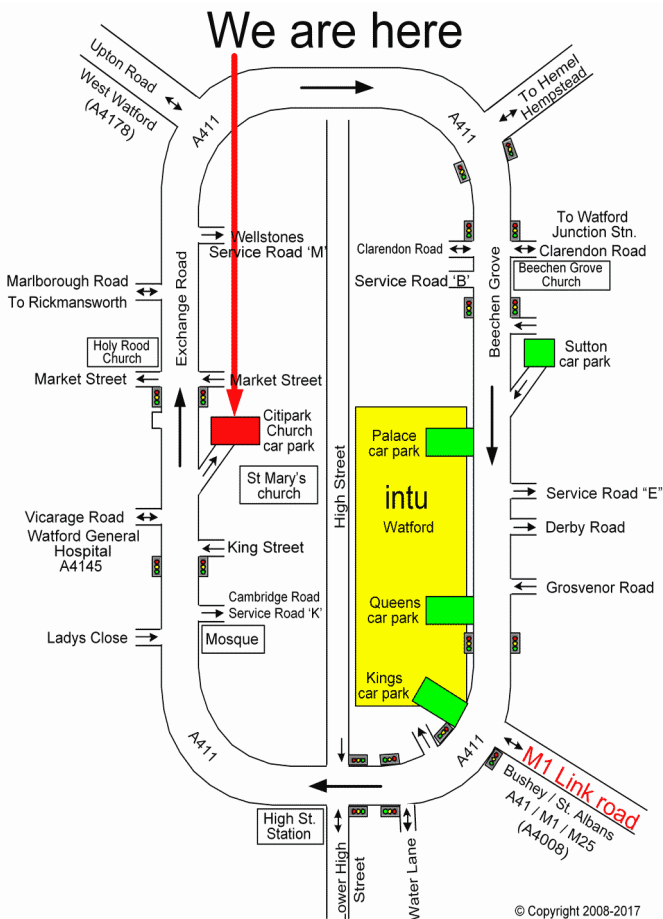 We are here
Upton Road
West Watford
(A4178)
A411
A411
To Hemel
Hempstead
Wellstones
Service Road 'M'
Clarendon Road
Service Road 'B'
To Watford
Junction Stn.
Clarendon Road
Beechen Grove
Church
Marlborough Road
To Rickmansworth
Exchange Road
Beechen Grove
Holy Rood
Church
Market Street
Market Street
Sutton
car park
Citipark
Church
car park
St Mary's
church
High Street
Palace
car park
intu
Watford
Service Road "E"
Derby Road
Vicarage Road
Watford General
Hospital
A4145
King Street
Grosvenor Road
Cambridge Road
Service Road 'K'
Queens
car park
Ladys Close
Mosque
Kings
car park
A411
A411
M1 Link road
Bushey / St. Albans
A41 / M1 / M25
(A4008)
High St.
Station
Lower High
Street
Water Lane
© Copyright 2008-2017